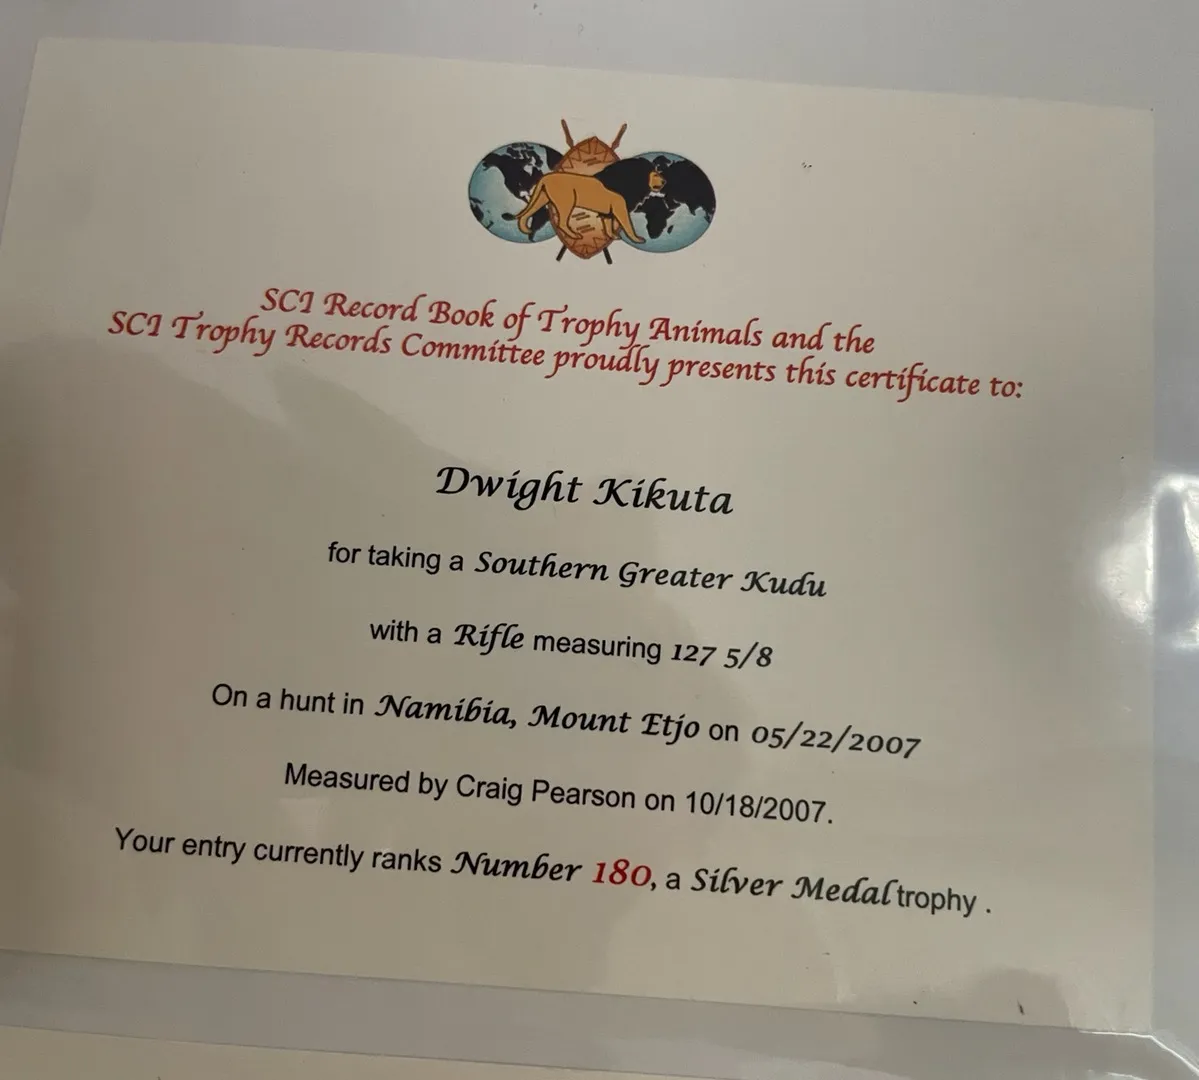 SCI Record Book of Trophy Animals and the
SCI Trophy Records Committee proudly presents this certificate to:
Dwight Kikuta
for taking a Southern Greater Kudu
with a Rifle measuring 127 5/8
On a hunt in Namibia, Mount Etjo on 05/22/2007
Measured by Craig Pearson on 10/18/2007.
Your entry currently ranks Number 180, a Silver Medal trophy .